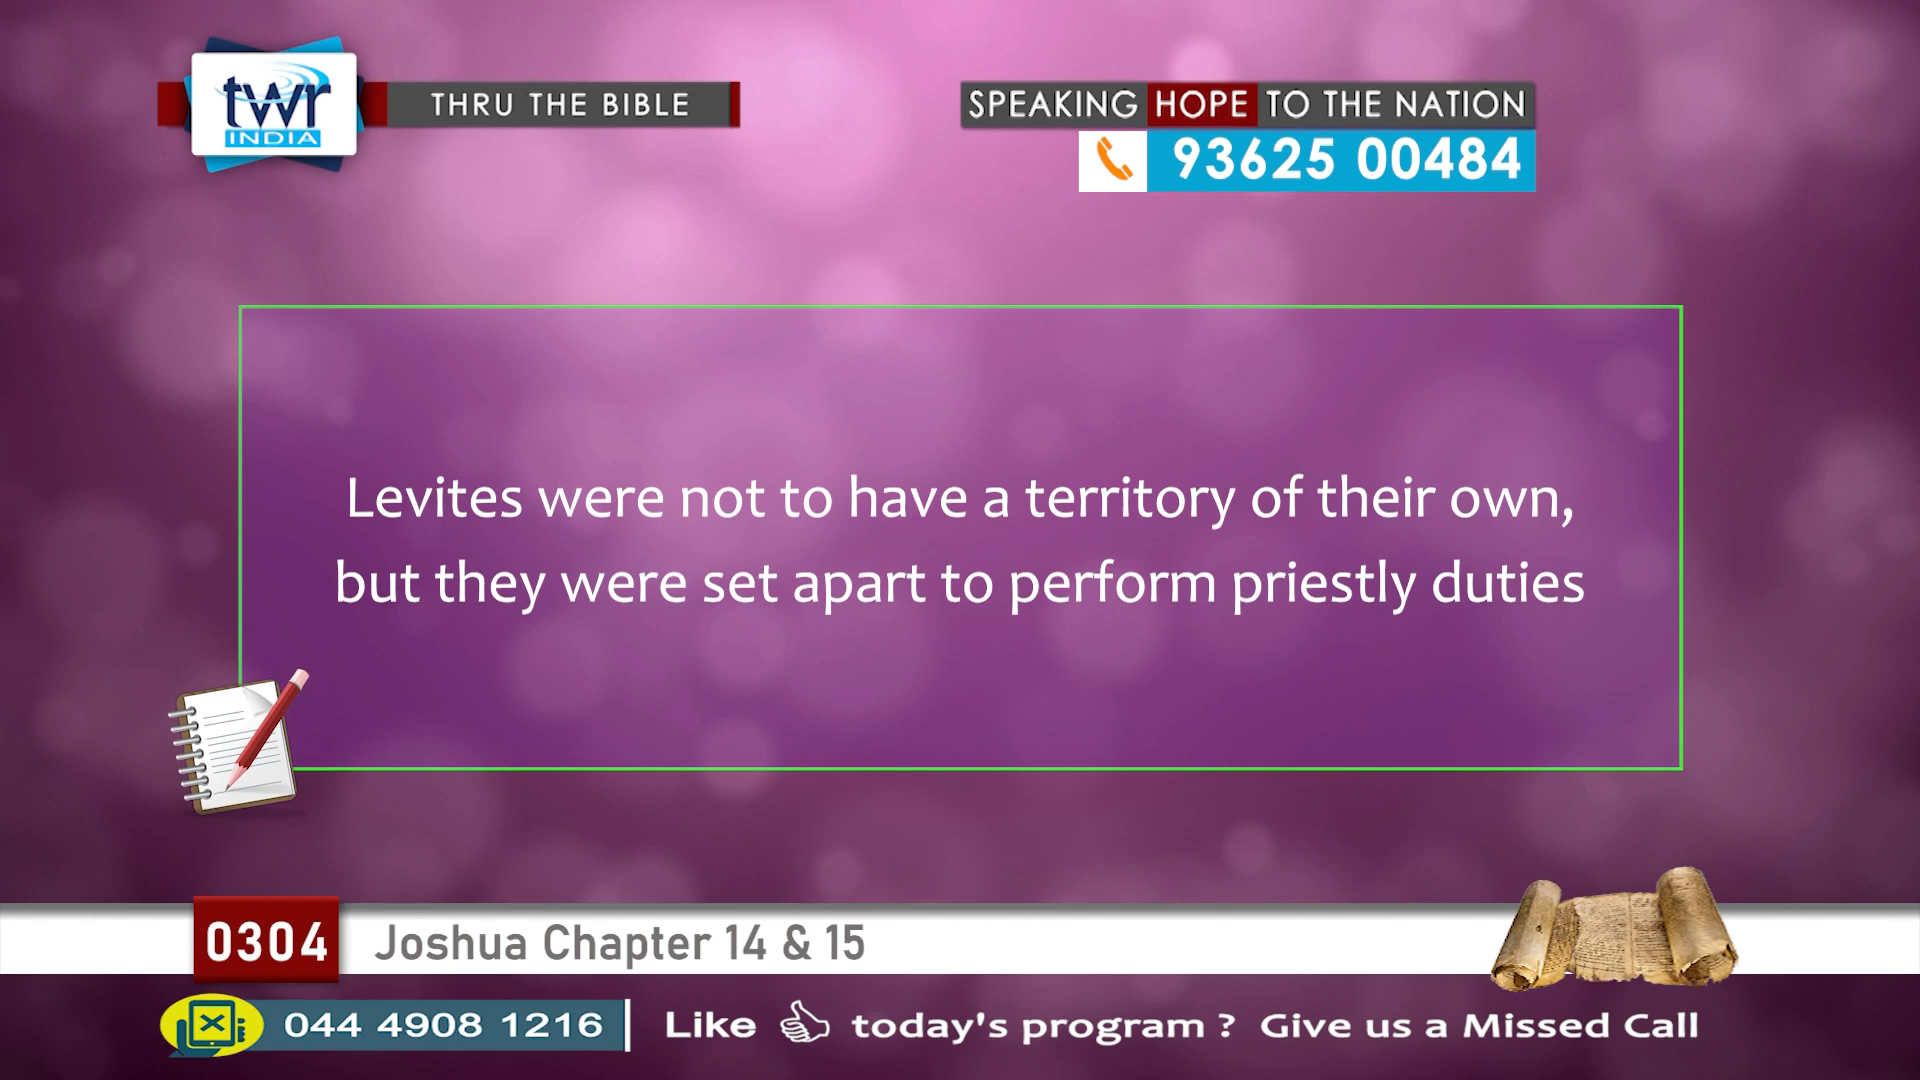 twr
INDIA
THRU THE BIBLE
SPEAKING HOPE TO THE NATION
93625 00484
Levites were not to have a territory of their own,
but they were set apart to perform priestly duties
0304
Joshua Chapter 14 & 15
044 4908 1216
Like today's program ? Give us a Missed Call